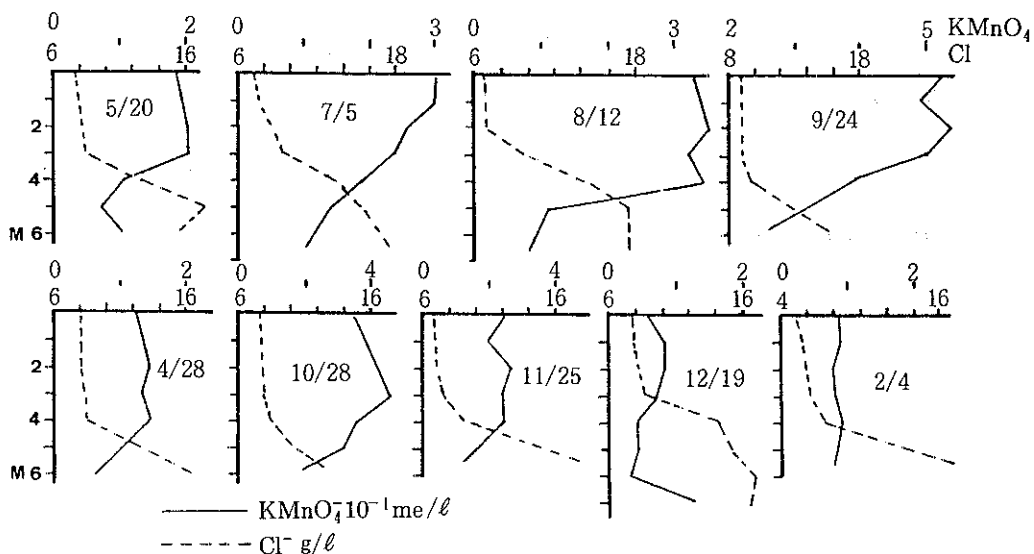 0 2 0 3 0 3 2 5 KMnO₄
6 16 6 18 6 18 8 18 Cl
5/20 7/5 8/12 9/24
2
4
M 6
0 2 0 4 0 4 0 2 0 2
6 16 6 16 6 16 6 16 4 16
4/28 10/28 11/25 12/19 2/4
2
4
M 6
KMnO₄⁻10⁻¹me/ℓ
Cl⁻ g/ℓ